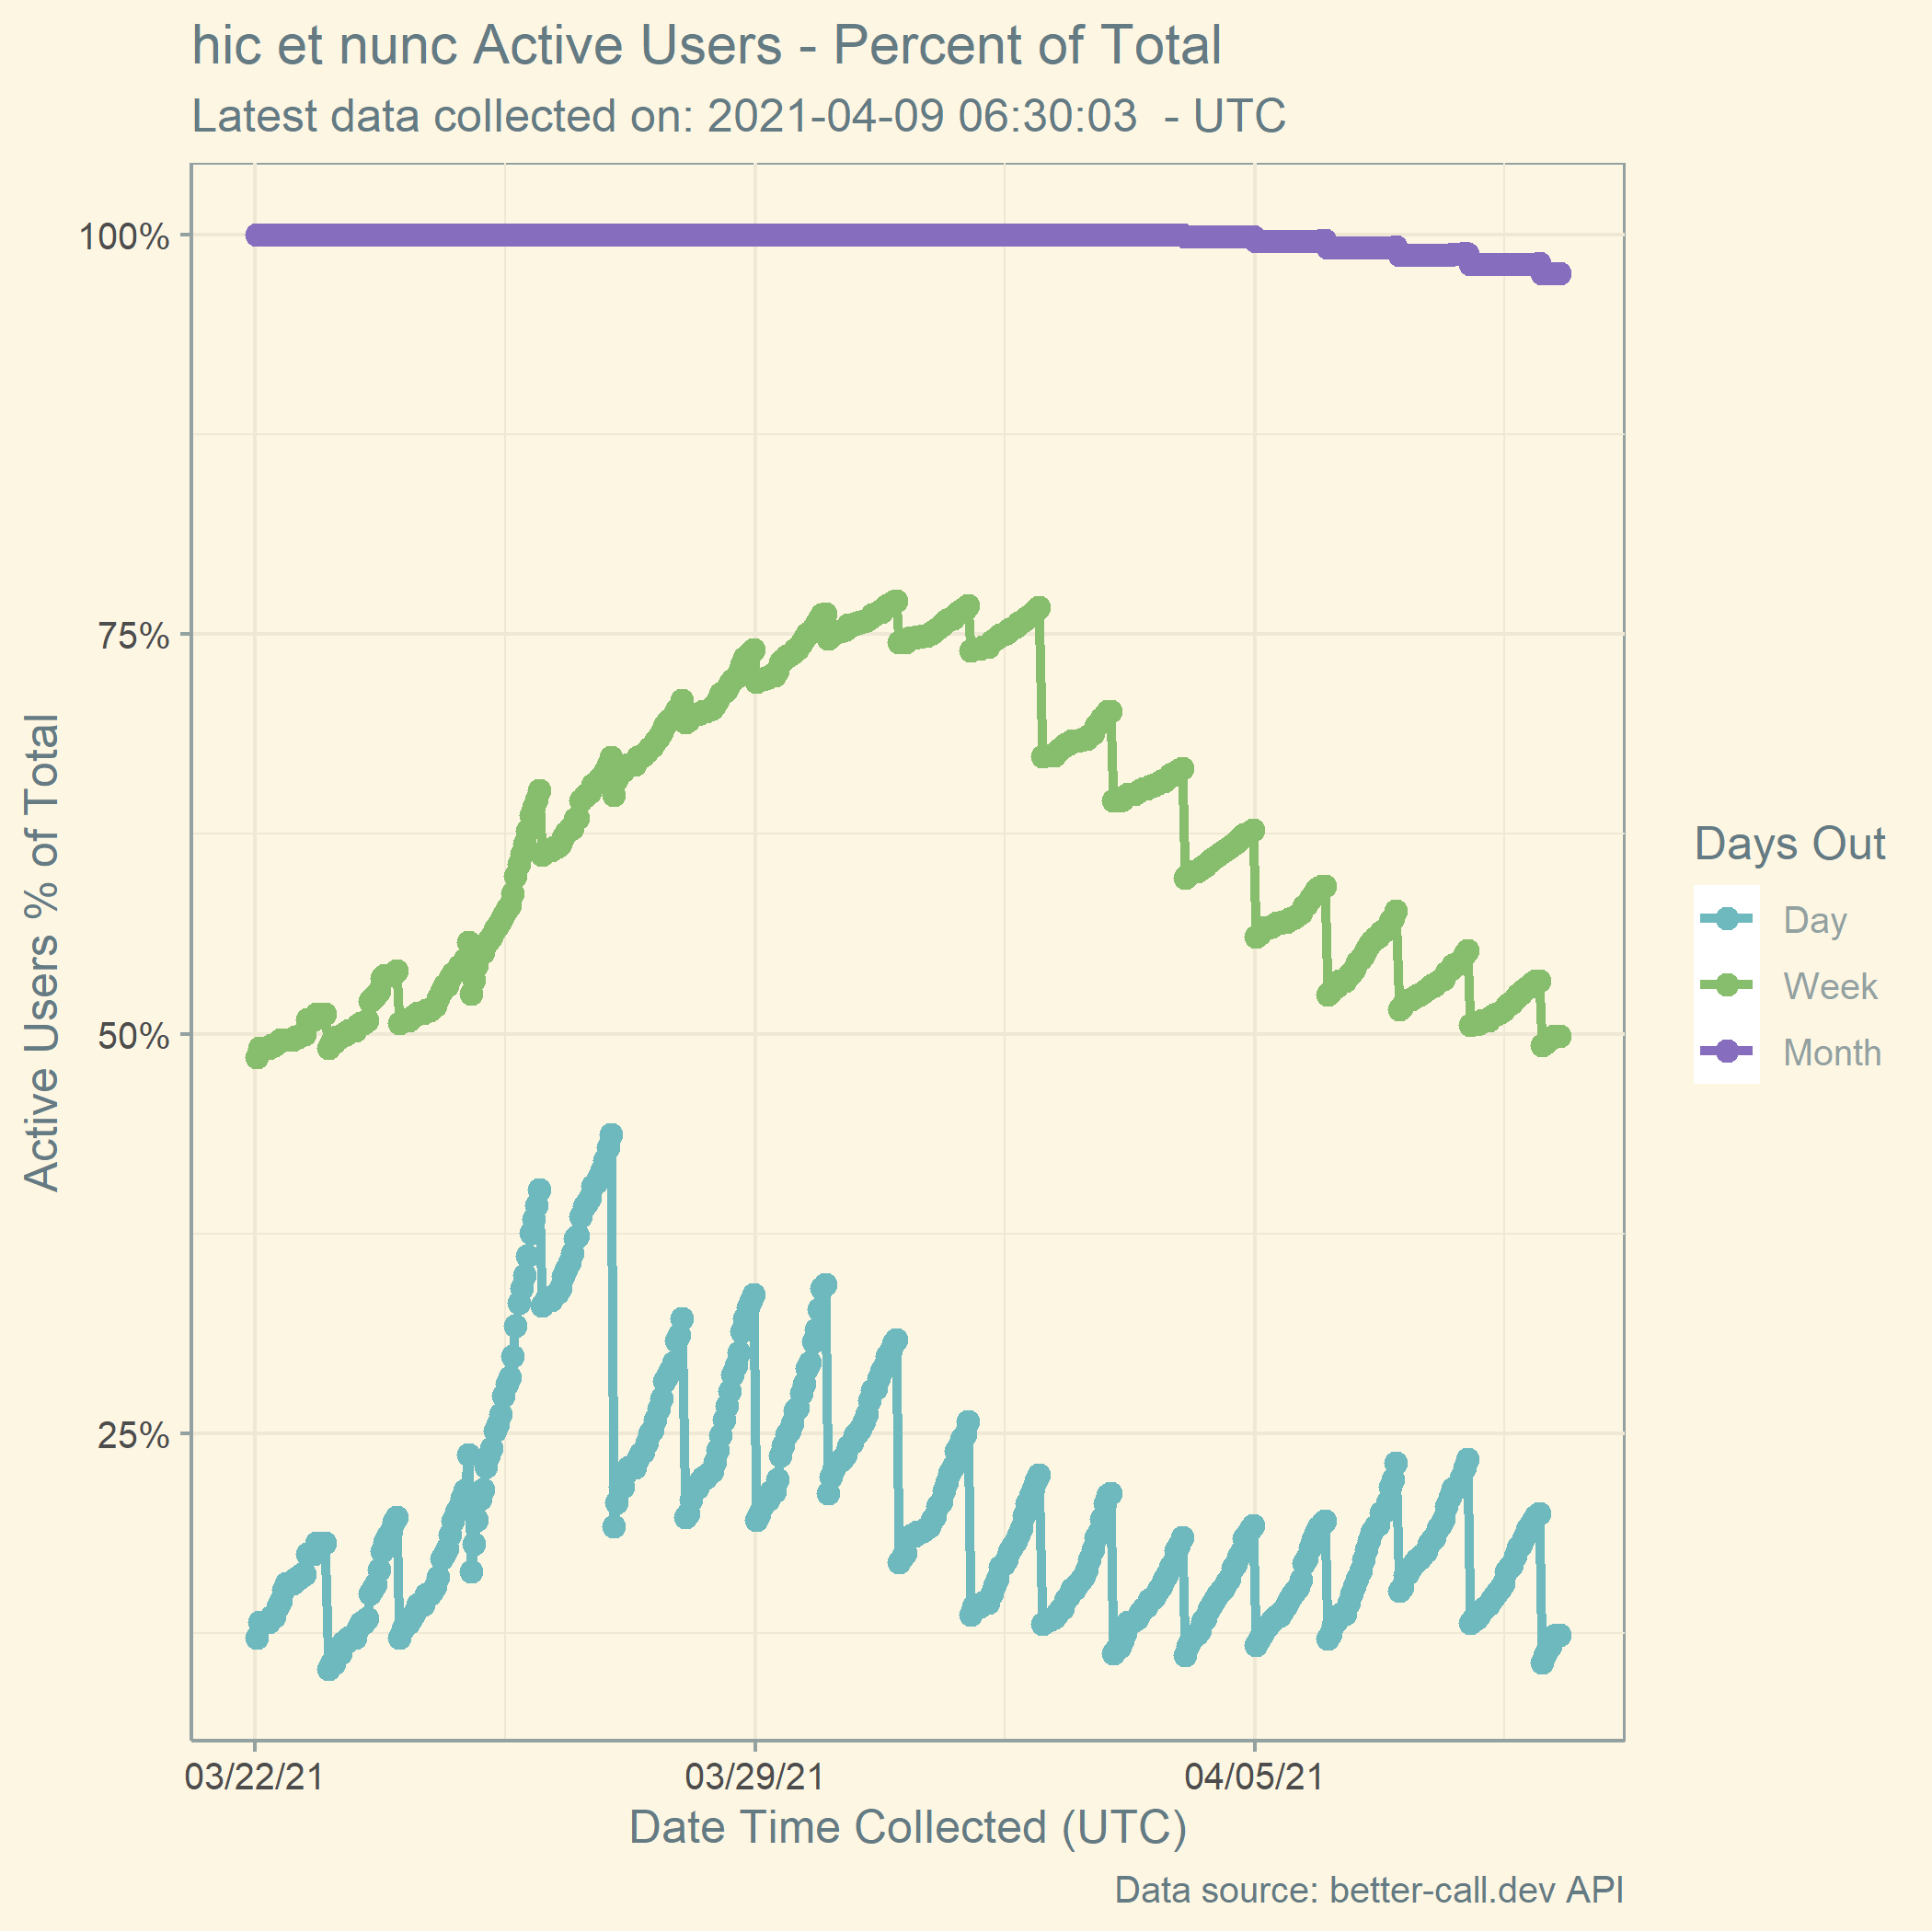 hic et nunc Active Users - Percent of Total
Latest data collected on: 2021-04-09 06:30:03  - UTC
Active Users % of Total
100%
75%
50%
25%
03/22/21
03/29/21
04/05/21
Date Time Collected (UTC)
Days Out
Day
Week
Month
Data source: better-call.dev API